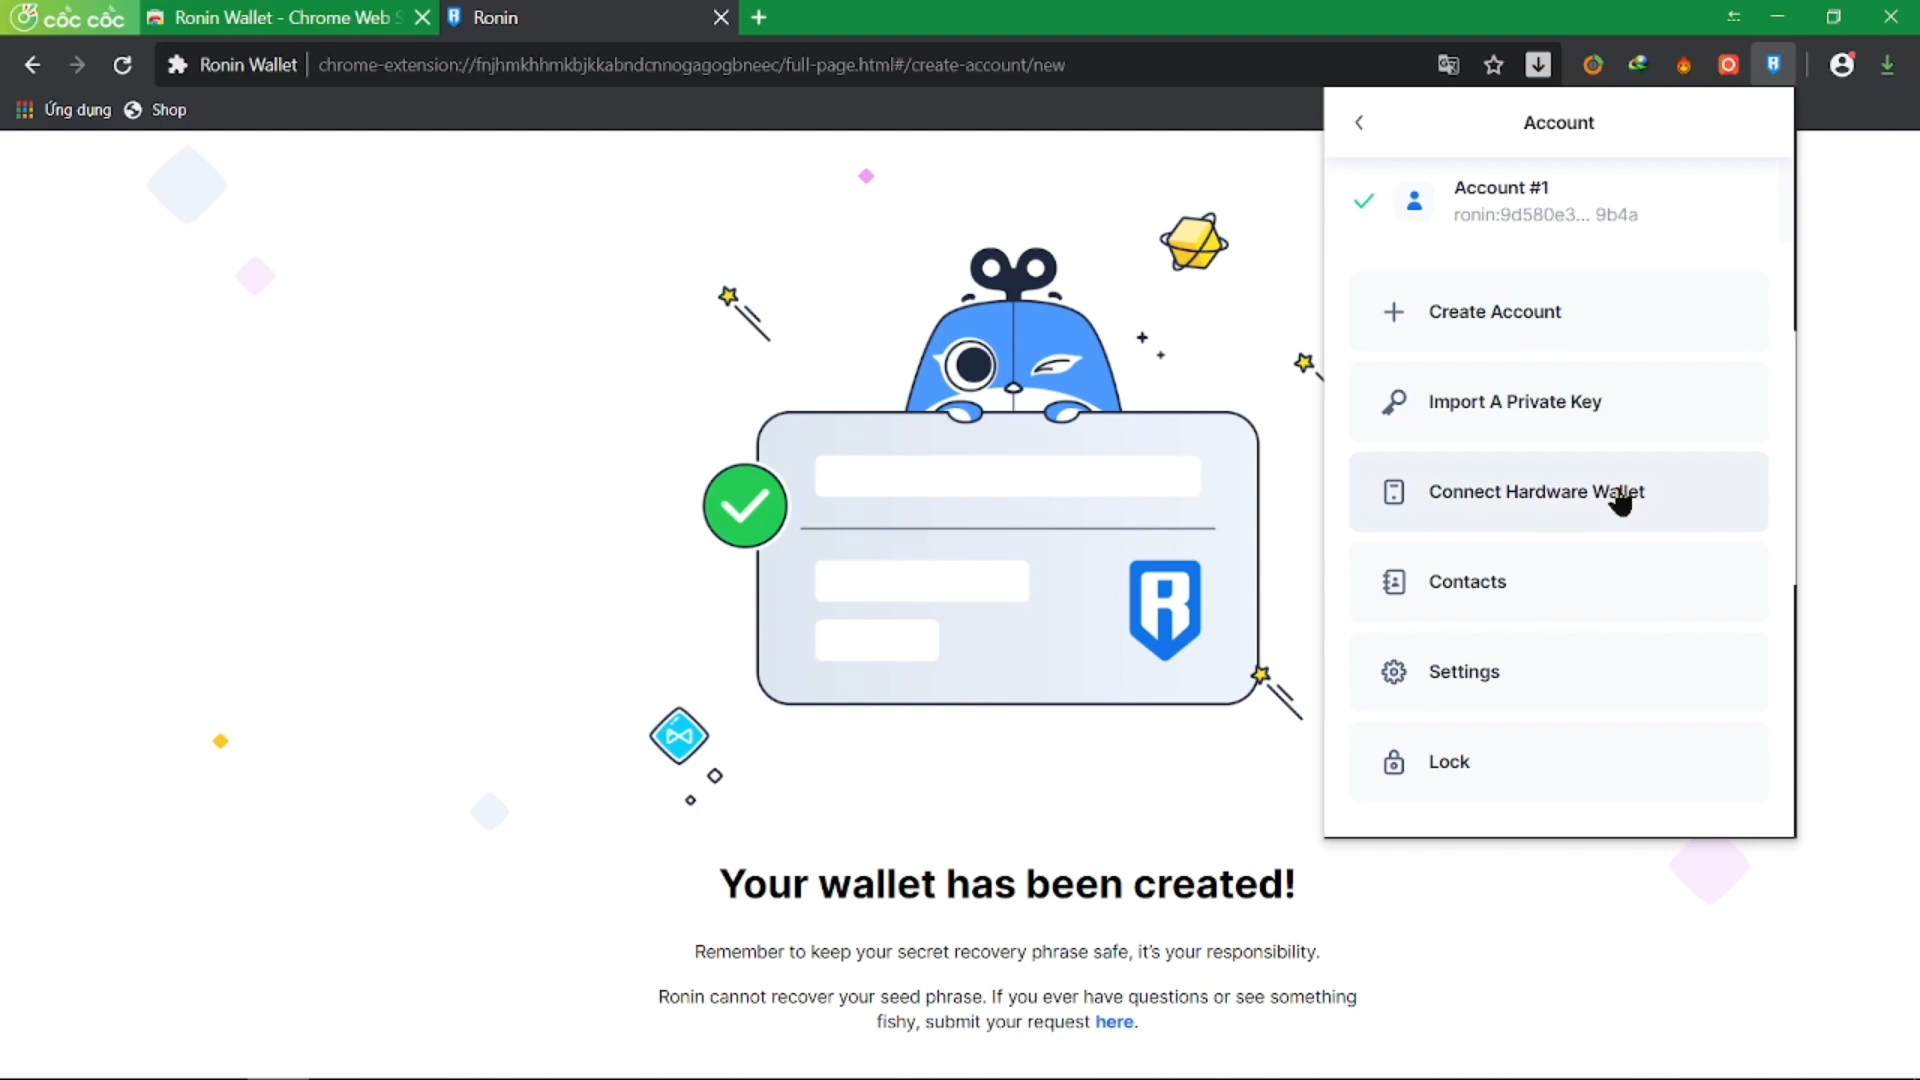 cốc cốc
Ronin Wallet - Chrome Web S
Ronin
Ronin Wallet
chrome-extension://fnjhmkhhmkbjkkabndcnnogagogbneec/full-page.html#/create-account/new
Ứng dụng
Shop
Account
Account #1
ronin:9d580e3... 9b4a
Create Account
Import A Private Key
Connect Hardware Wallet
Contacts
Settings
Lock
Your wallet has been created!
Remember to keep your secret recovery phrase safe, it's your responsibility.
Ronin cannot recover your seed phrase. If you ever have questions or see something
fishy, submit your request here.